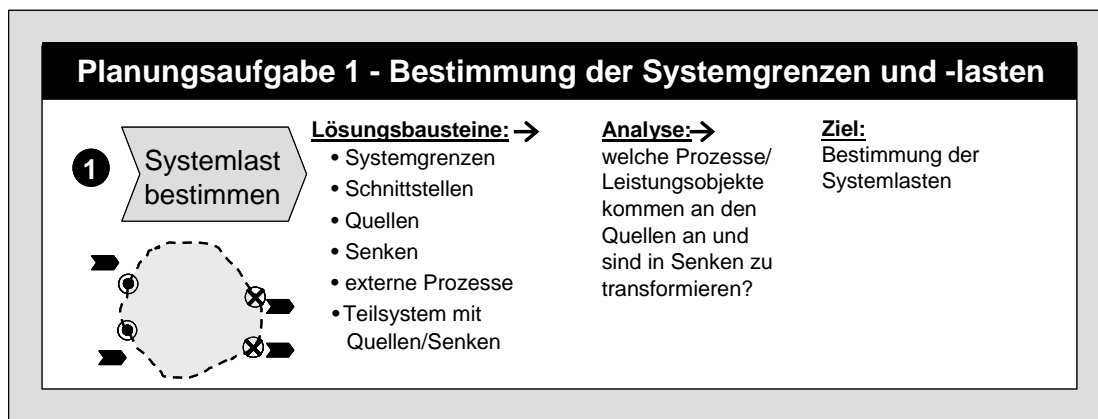 Planungsaufgabe 1 - Bestimmung der Systemgrenzen und -lasten
1
Systemlast
bestimmen
Lösungsbausteine:
• Systemgrenzen
• Schnittstellen
• Quellen
• Senken
• externe Prozesse
• Teilsystem mit
Quellen/Senken
Analyse:
welche Prozesse/
Leistungsobjekte
kommen an den
Quellen an und
sind in Senken zu
transformieren?
Ziel:
Bestimmung der
Systemlasten